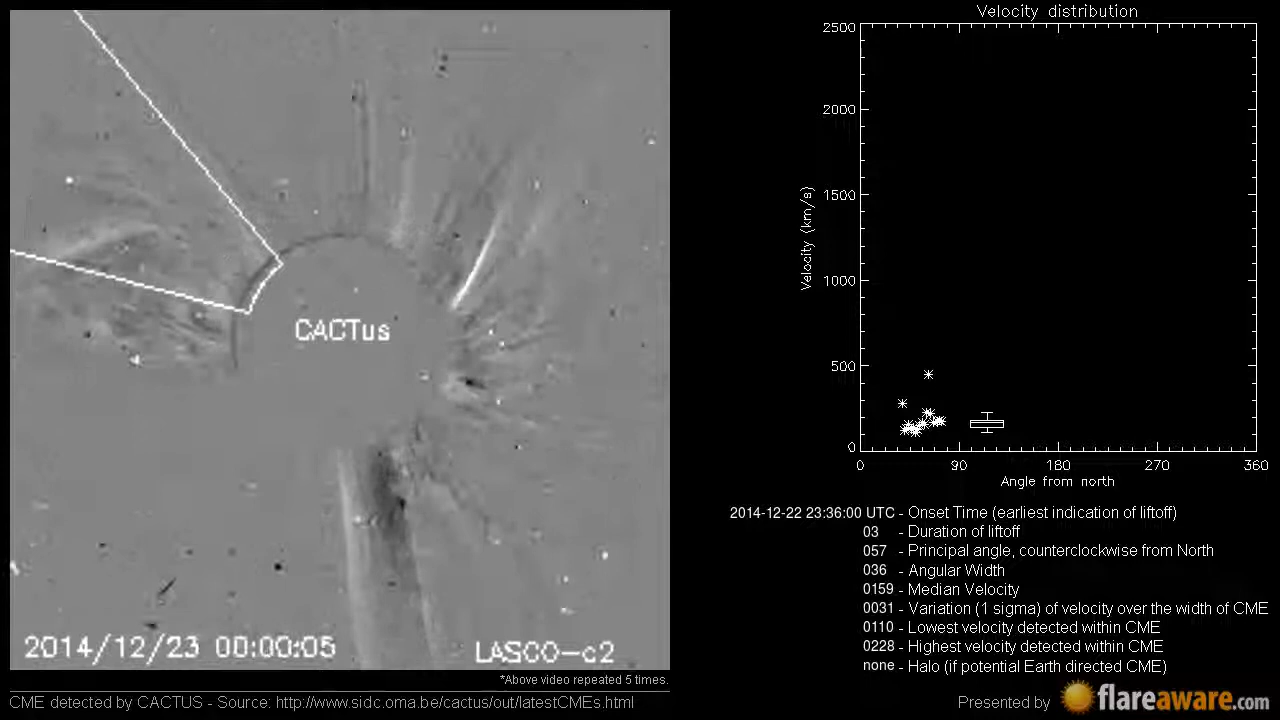 CACTus
2014/12/23 00:00:05
LASCO-c2
*Above video repeated 5 times.
CME detected by CACTUS - Source: http://www.sidc.oma.be/cactus/out/latestCMEs.html
Velocity distribution
2500
2000
1500
1000
500
0
Velocity (km/s)
0 90 180 270 360
Angle from north
2014-12-22 23:36:00 UTC - Onset Time (earliest indication of liftoff)
03 - Duration of liftoff
057 - Principal angle, counterclockwise from North
036 - Angular Width
0159 - Median Velocity
0031 - Variation (1 sigma) of velocity over the width of CME
0110 - Lowest velocity detected within CME
0228 - Highest velocity detected within CME
none - Halo (if potential Earth directed CME)
Presented by flareaware.com